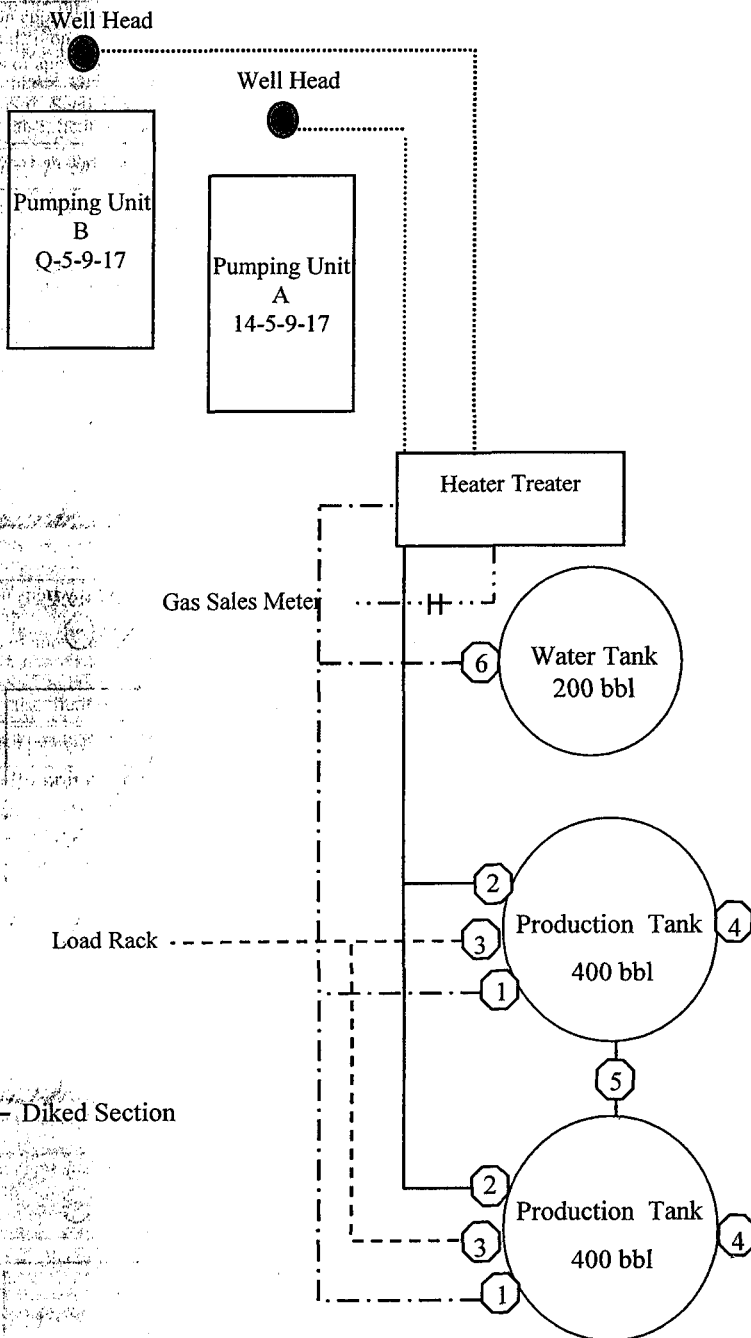 Well Head
Well Head
Pumping Unit
B
Q-5-9-17
Pumping Unit
A
14-5-9-17
Heater Treater
Gas Sales Meter
6
Water Tank
200 bbl
2
Load Rack
3
Production Tank
4
400 bbl
1
5
Diked Section
2
Production Tank
3
4
400 bbl
1